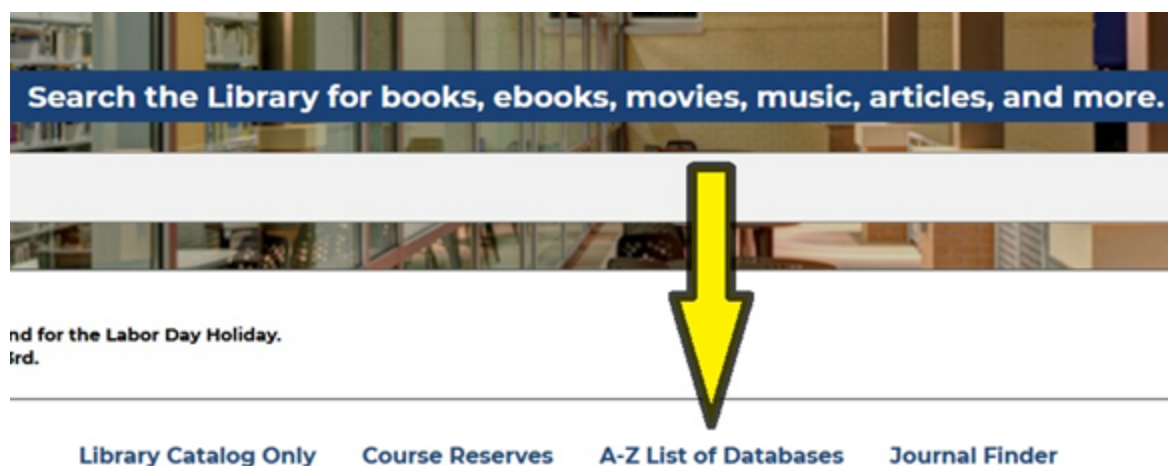 Search the Library for books, ebooks, movies, music, articles, and more.
nd for the Labor Day Holiday.
3rd.
Library Catalog Only Course Reserves A-Z List of Databases Journal Finder